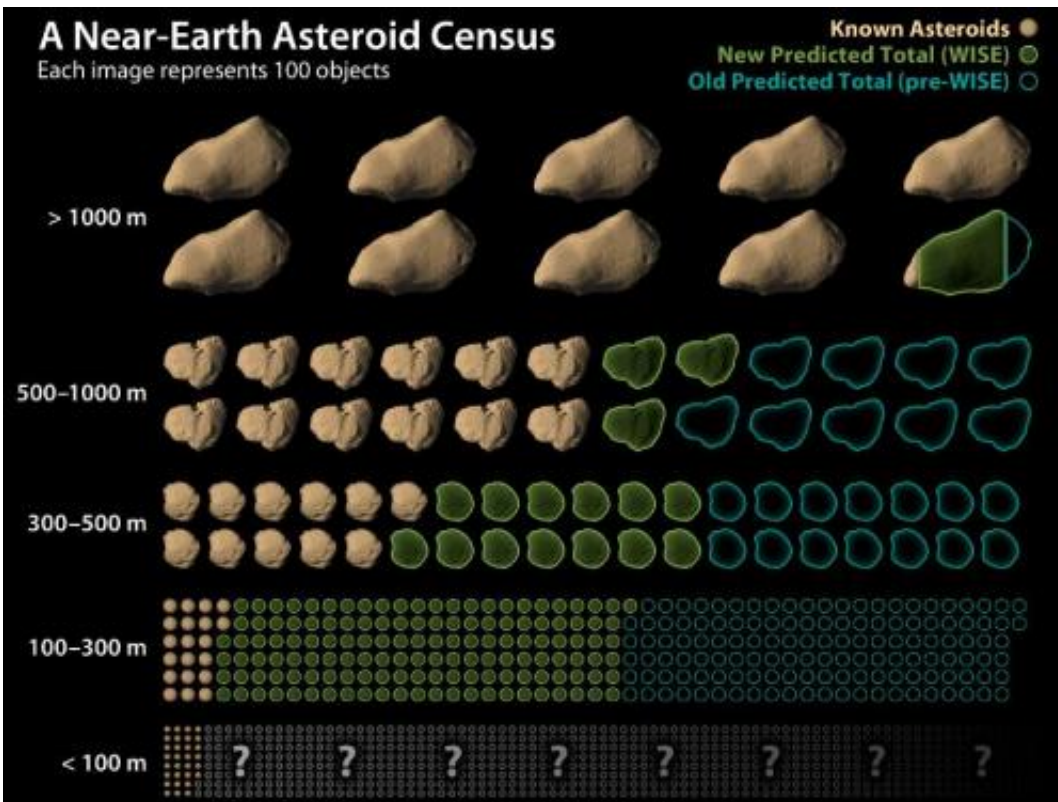 A Near-Earth Asteroid Census
Each image represents 100 objects
Known Asteroids
New Predicted Total (WISE)
Old Predicted Total (pre-WISE)
> 1000 m
500–1000 m
300–500 m
100–300 m
< 100 m
? ? ? ? ? ? ? ?